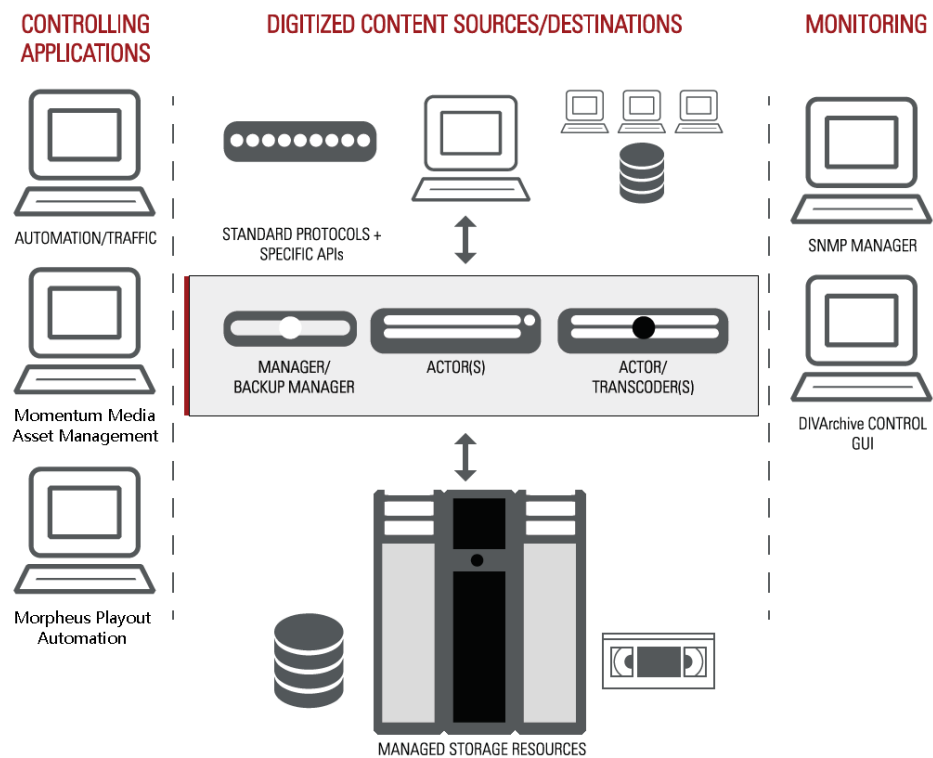 CONTROLLING
APPLICATIONS
DIGITIZED CONTENT SOURCES/DESTINATIONS
MONITORING
AUTOMATION/TRAFFIC
Momentum Media
Asset Management
Morpheus Playout
Automation
STANDARD PROTOCOLS +
SPECIFIC APIs
MANAGER/
BACKUP MANAGER
ACTOR(S)
ACTOR/
TRANSCODER(S)
MANAGED STORAGE RESOURCES
SNMP MANAGER
DIVArchive CONTROL
GUI